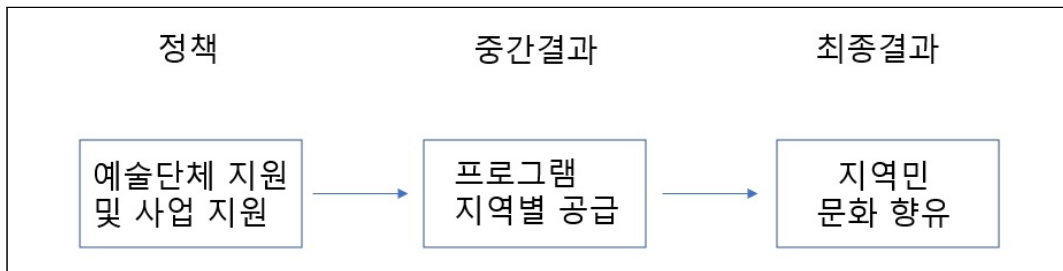 정책
중간결과
최종결과
예술단체 지원
및 사업 지원
프로그램
지역별 공급
지역민
문화 향유